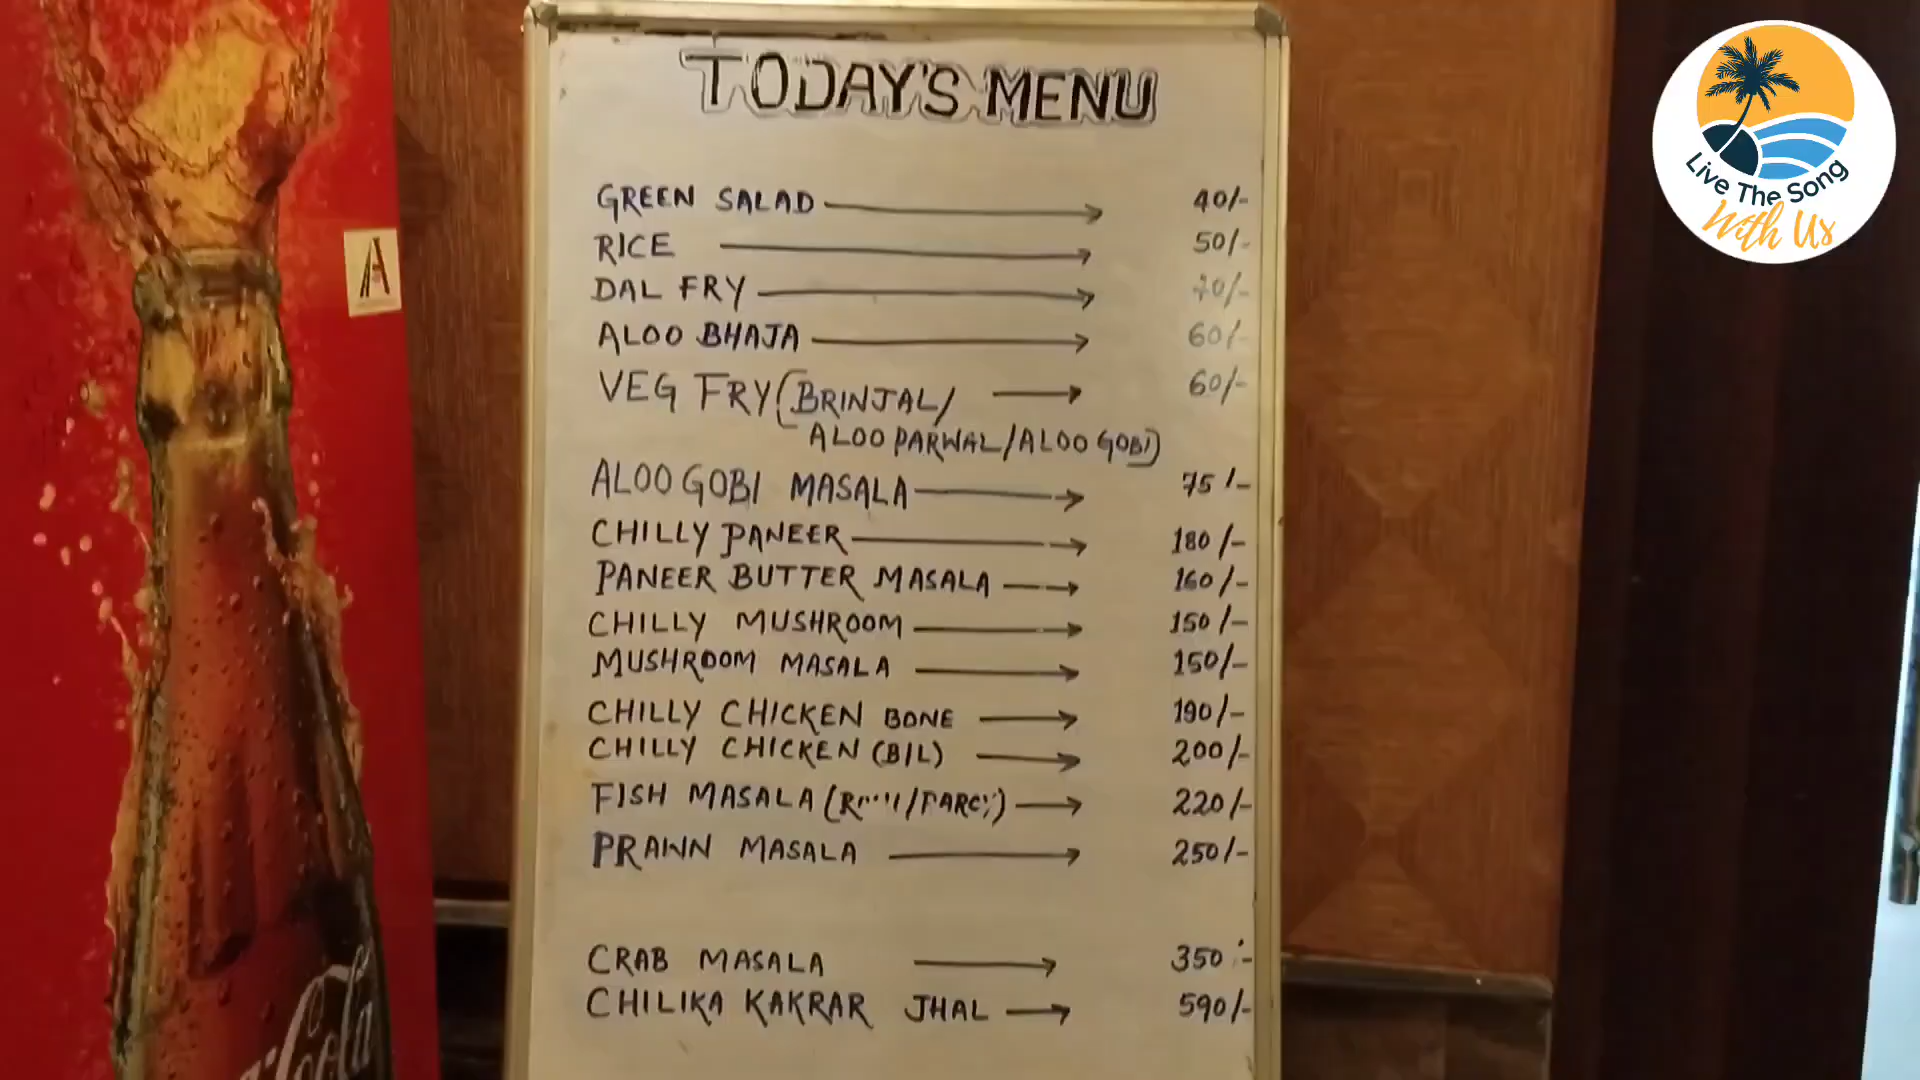 TODAY'S MENU
GREEN SALAD → 40/-
RICE → 50/-
DAL FRY → 70/-
ALOO BHAJA → 60/-
VEG FRY (BRINJAL/ → 60/-
ALOO PARWAL/ALOO GOBI)
ALOO GOBI MASALA → 75/-
CHILLY PANEER → 180/-
PANEER BUTTER MASALA → 160/-
CHILLY MUSHROOM → 150/-
MUSHROOM MASALA → 150/-
CHILLY CHICKEN BONE → 190/-
CHILLY CHICKEN (B/L) → 200/-
FISH MASALA → 220/-
PRAWN MASALA → 250/-
CRAB MASALA → 350/-
CHILIKA KAKRAR JHAL → 590/-
A
Live The Song
With Us